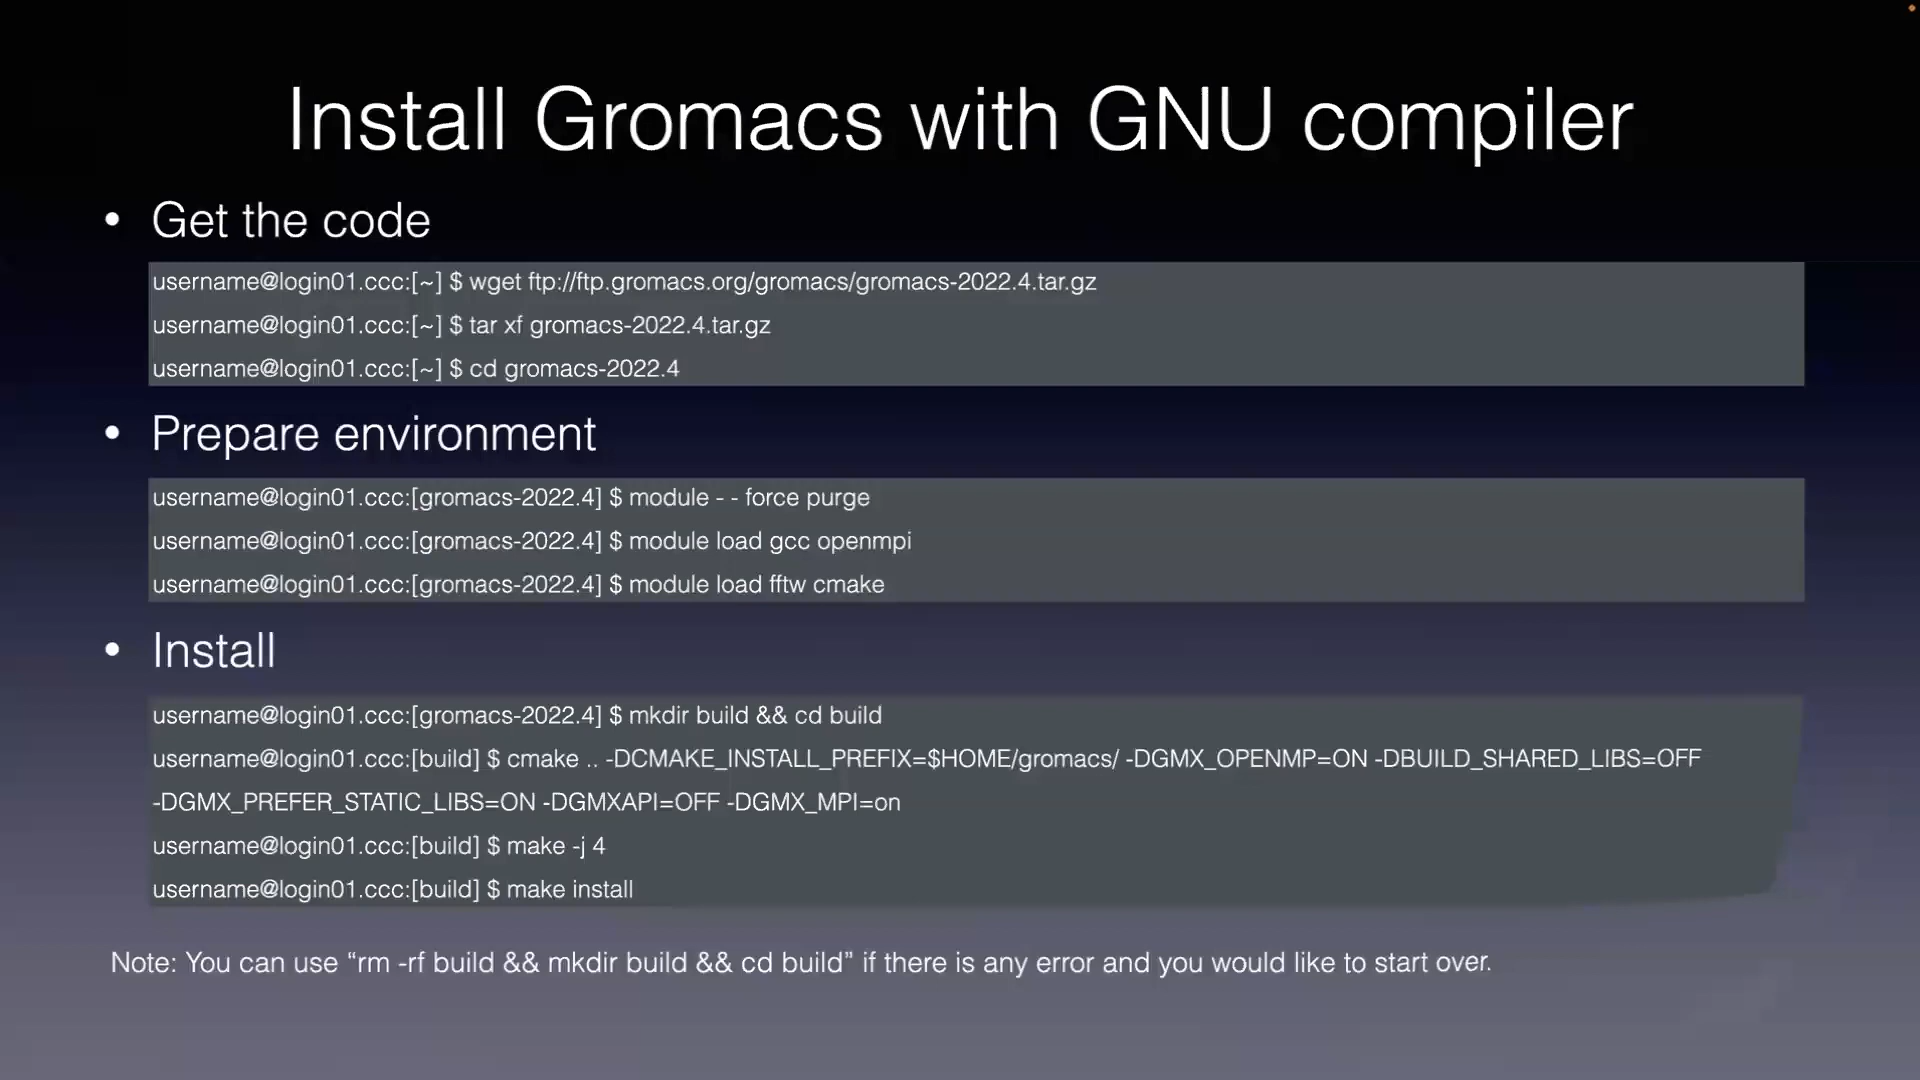 Install Gromacs with GNU compiler
• Get the code
username@login01.ccc:[~] $ wget ftp://ftp.gromacs.org/gromacs/gromacs-2022.4.tar.gz
username@login01.ccc:[~] $ tar xf gromacs-2022.4.tar.gz
username@login01.ccc:[~] $ cd gromacs-2022.4
• Prepare environment
username@login01.ccc:[gromacs-2022.4] $ module - - force purge
username@login01.ccc:[gromacs-2022.4] $ module load gcc openmpi
username@login01.ccc:[gromacs-2022.4] $ module load fftw cmake
• Install
username@login01.ccc:[gromacs-2022.4] $ mkdir build && cd build
username@login01.ccc:[build] $ cmake .. -DCMAKE_INSTALL_PREFIX=$HOME/gromacs/ -DGMX_OPENMP=ON -DBUILD_SHARED_LIBS=OFF
-DGMX_PREFER_STATIC_LIBS=ON -DGMXAPI=OFF -DGMX_MPI=on
username@login01.ccc:[build] $ make -j 4
username@login01.ccc:[build] $ make install
Note: You can use “rm -rf build && mkdir build && cd build” if there is any error and you would like to start over.